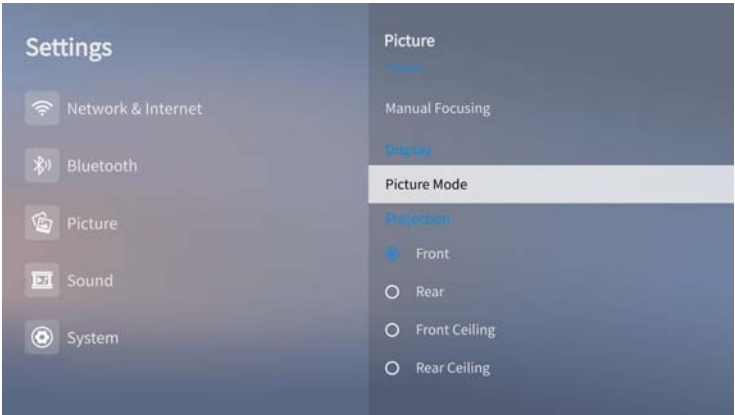 Settings
Network & Internet
Bluetooth
Picture
Sound
System
Picture
Manual Focusing
Display
Picture Mode
Projection
Front
Rear
Front Ceiling
Rear Ceiling